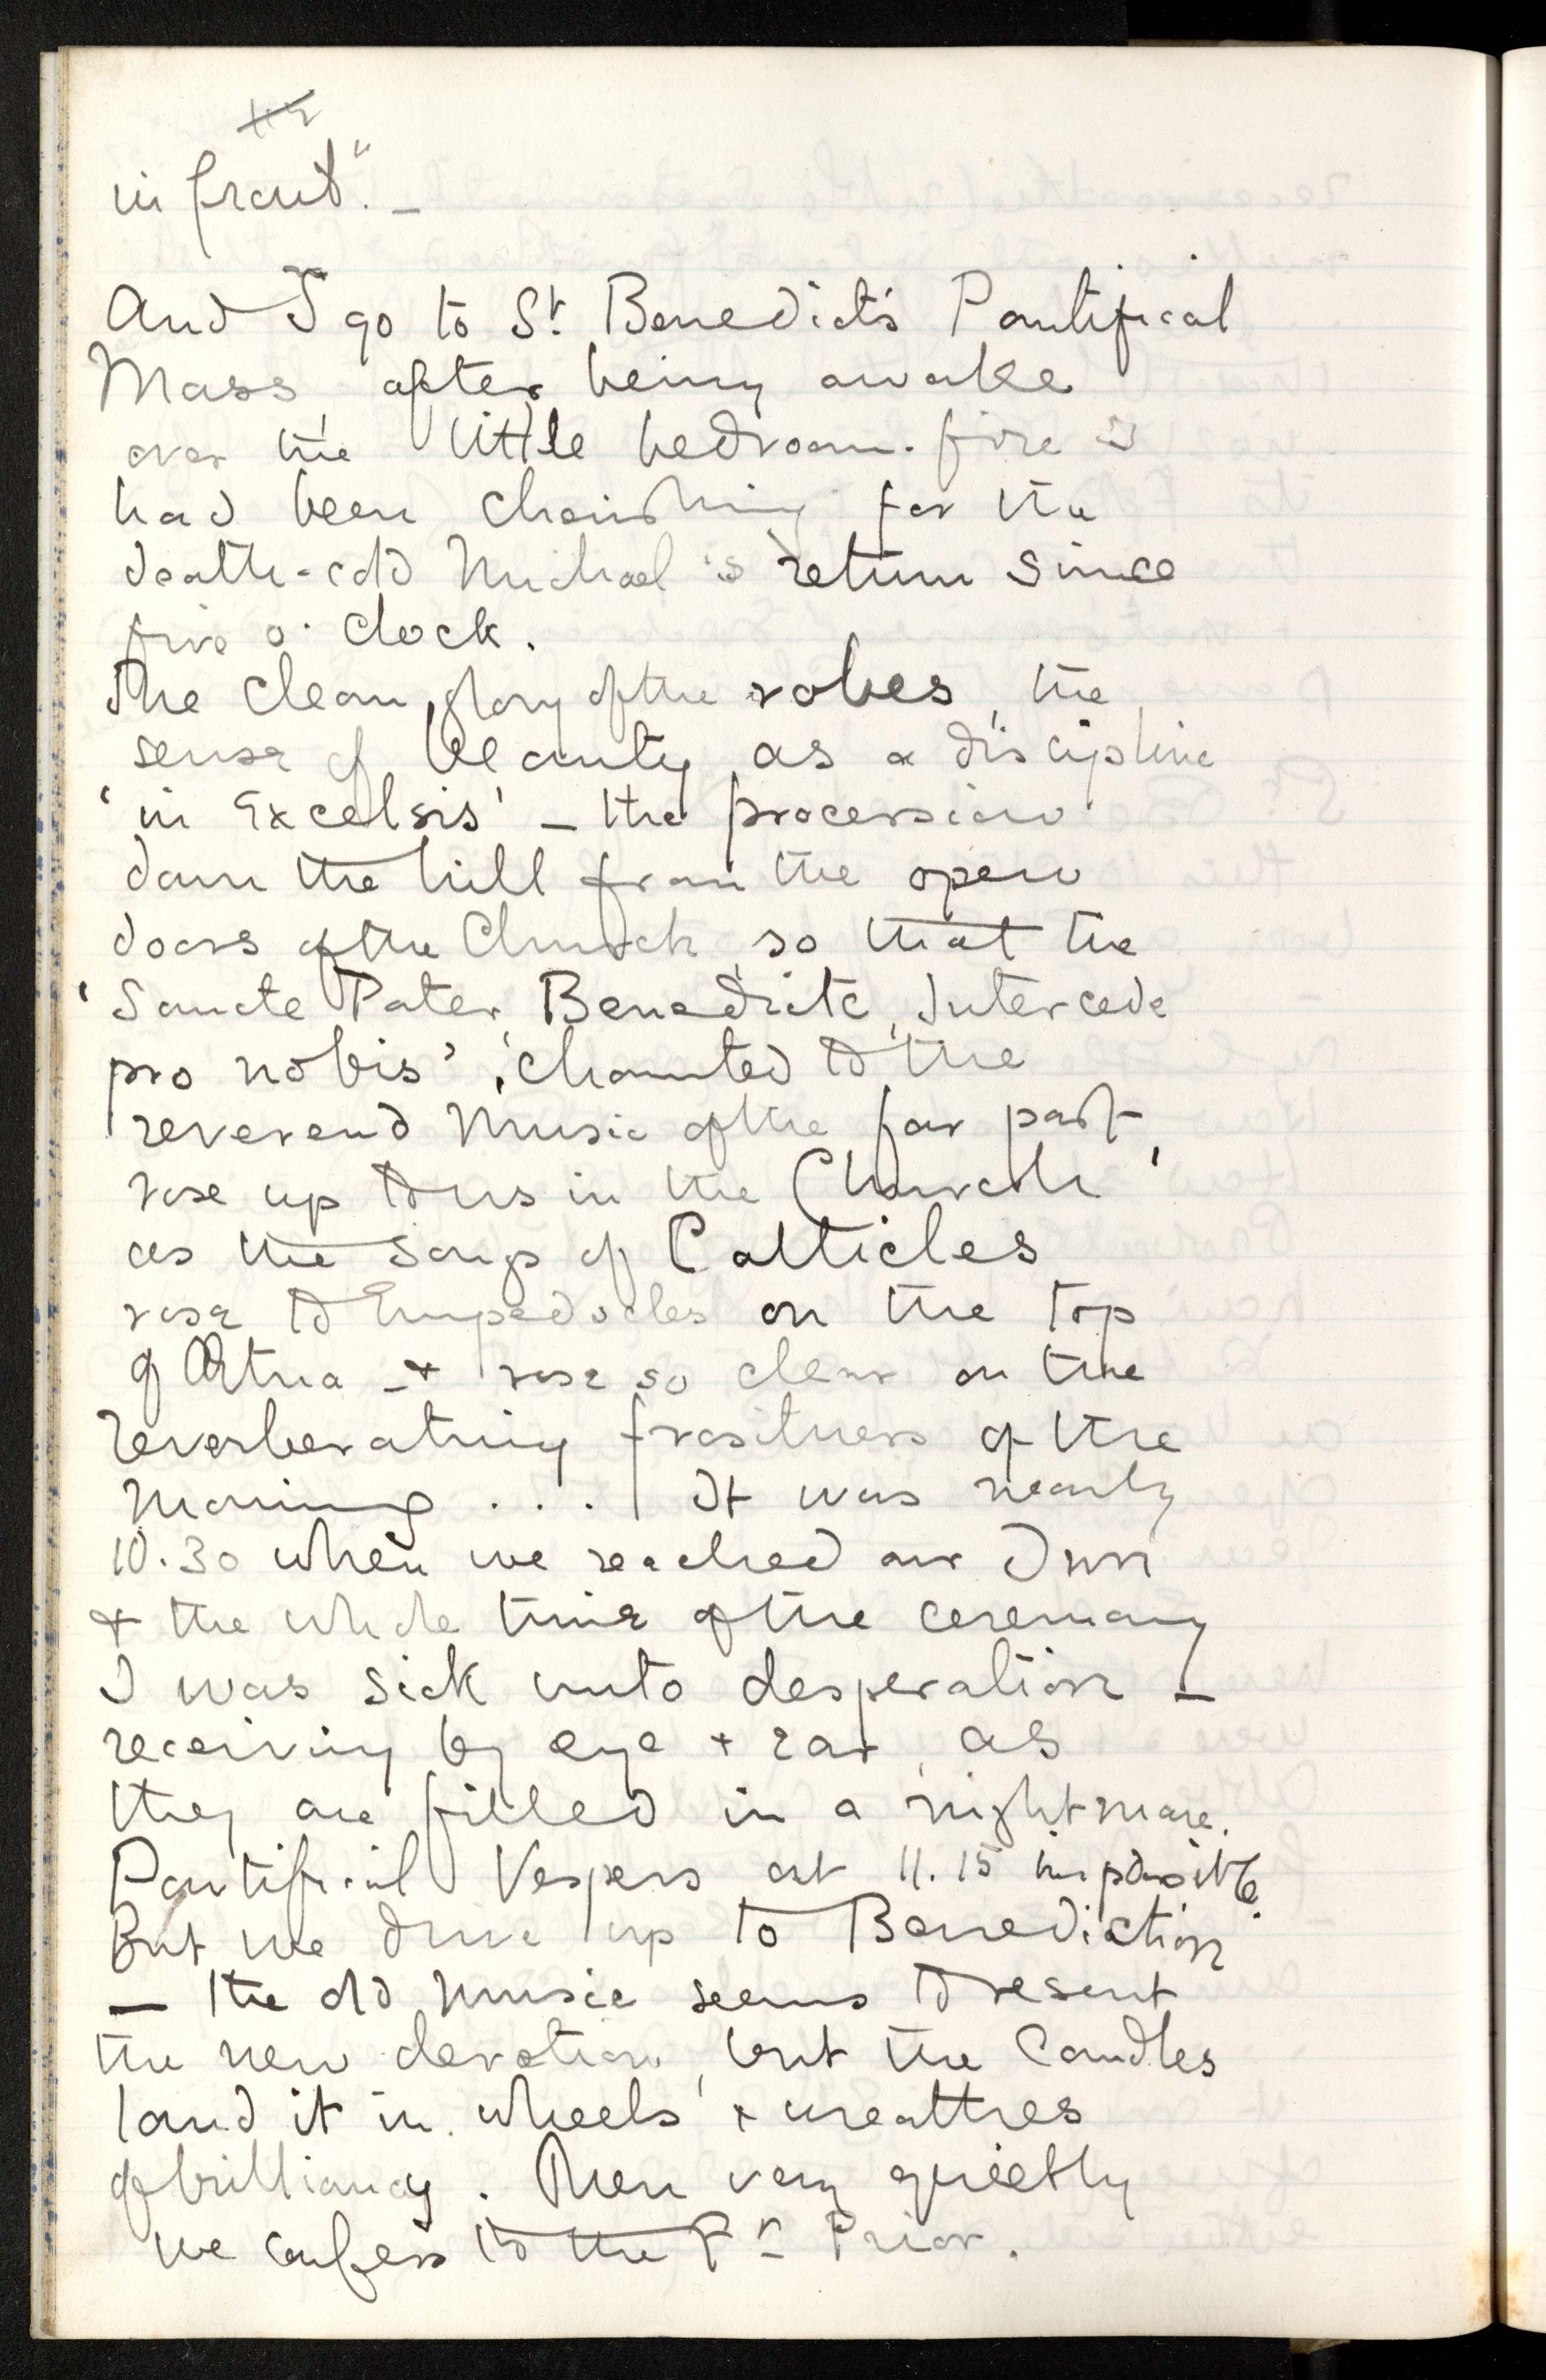 in front". –
And I go to St. Benedict's Pontifical
Mass, after being awake
over the little bedroom-fire I
had been cherishing for the
death-cold Michael's return since
five o'clock.
The clean glory of the robes, the
sense of beauty as a discipline
'in Excelsis' – the procession
down the hill from the open
doors of the Church, so that the
'Sancte Pater, Benedicte, Intercede
pro nobis', chaunted to the
reverend music of the far past,
rose up to us in the Church
as the songs of Callicles
rose to Empedocles on the top
of Ætna – & rose so clear on the
reverberating frostiness of the
morning . . . . It was nearly
10.30 when we reached our Inn
& the whole time of the ceremony
I was sick unto desperation –
receiving by eye & ear, as
they are filled in a nightmare.
Pontifical Vespers at 11.15 impossible.
But we drive up to Benediction
– the old music seems to resent
the new devotion, but the Candles
laud it in wheels & wreathes
of brilliancy. Then very quietly
we confess to the Fr Prior.